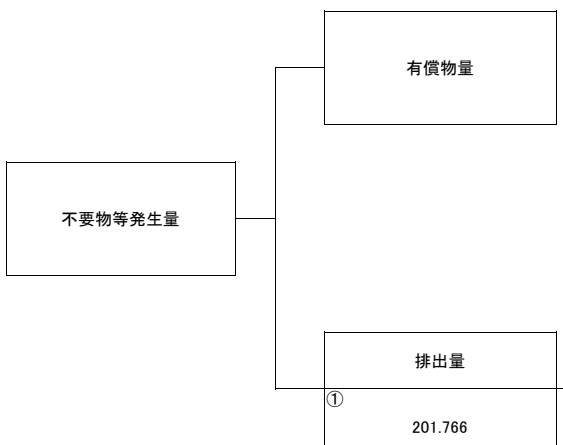 有償物量
不要物等発生量
排出量
①
201.766